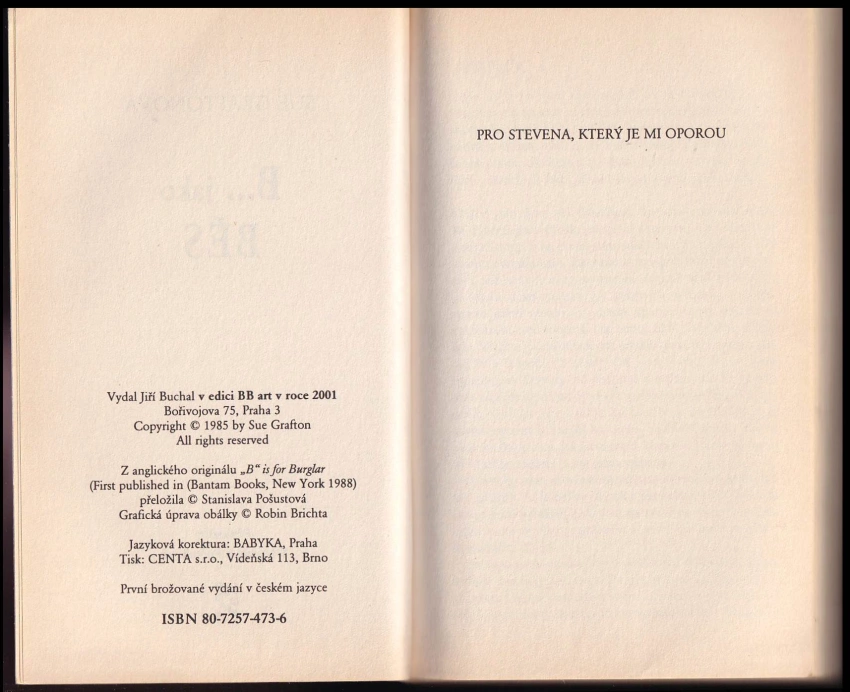 Vydal Jiří Buchal v edici BB art v roce 2001
Bořivojova 75, Praha 3
Copyright © 1985 by Sue Grafton
All rights reserved
Z anglického originálu „B“ is for Burglar
(First published in (Bantam Books, New York 1988)
přeložila © Stanislava Pošustová
Grafická úprava obálky © Robin Brichta
Jazyková korektura: BABYKA, Praha
Tisk: CENTA s.r.o., Vídeňská 113, Brno
První brožované vydání v českém jazyce
ISBN 80-7257-473-6
PRO STEVENA, KTERÝ JE MI OPOROU